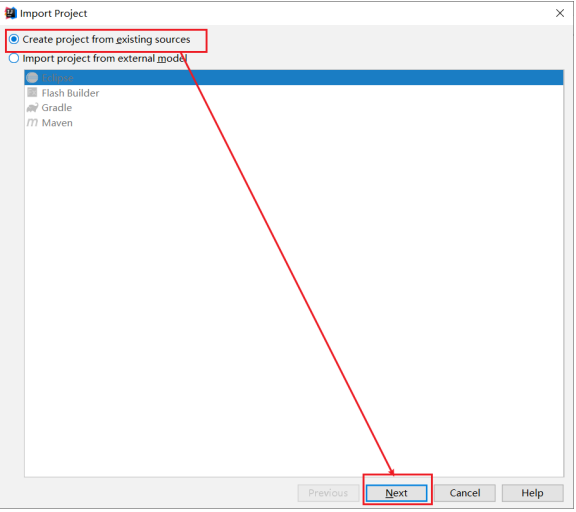 Import Project
Create project from existing sources
Import project from external model
Eclipse
Flash Builder
Gradle
Maven
Previous Next Cancel Help